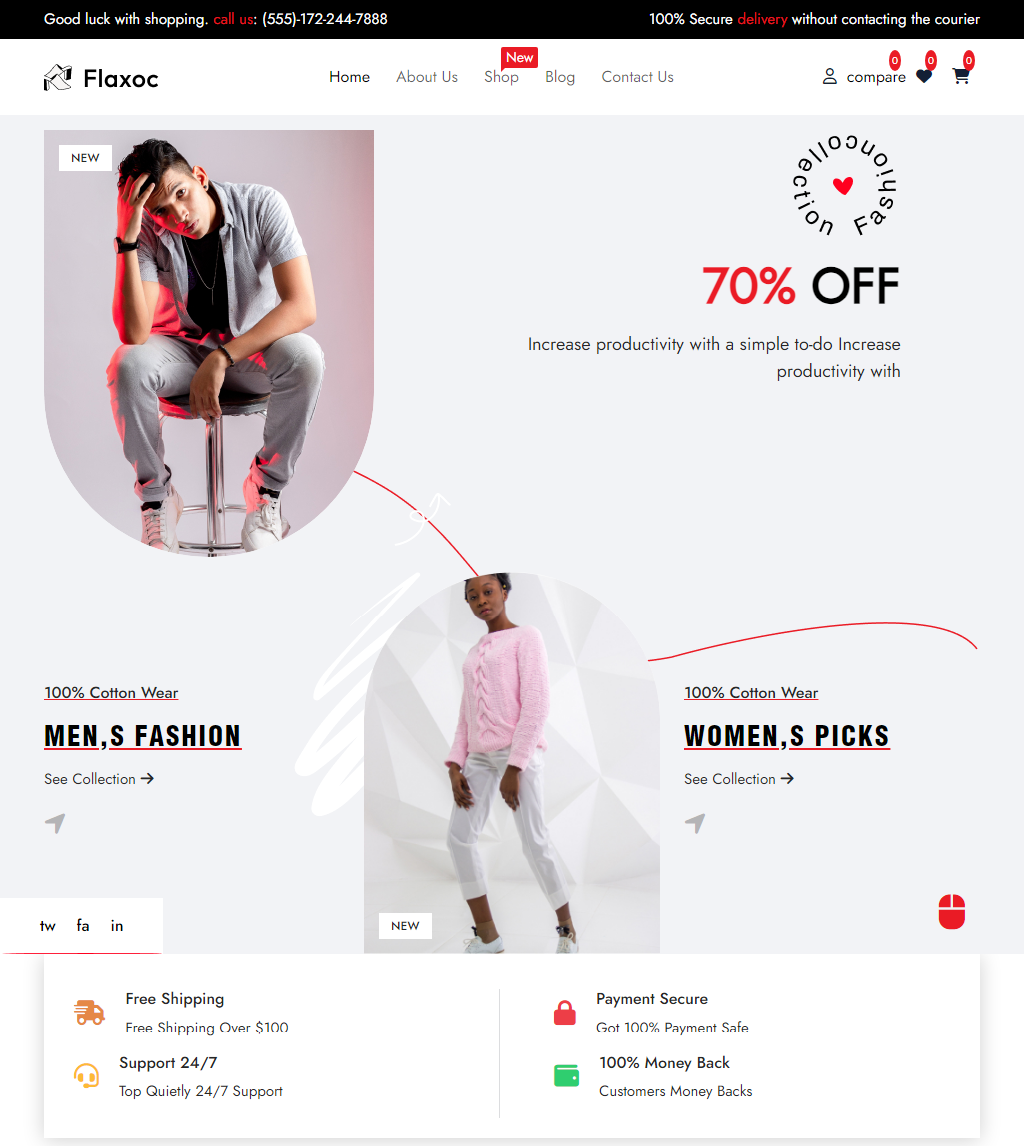 Good luck with shopping. call us: (555)-172-244-7888
100% Secure delivery without contacting the courier
Flaxoc
Home
About Us
Shop
New
Blog
Contact Us
compare
0
0
0
NEW
Fashioncollection
70% OFF
Increase productivity with a simple to-do Increase
productivity with
100% Cotton Wear
MEN,S FASHION
See Collection
100% Cotton Wear
WOMEN,S PICKS
See Collection
NEW
tw
fa
in
Free Shipping
Free Shipping Over $100
Payment Secure
Got 100% Payment Safe
Support 24/7
Top Quietly 24/7 Support
100% Money Back
Customers Money Backs